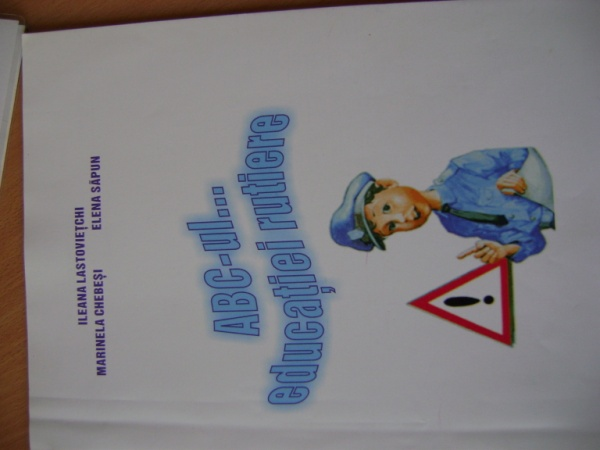 ILEANA LASTOVIEȚCHI
MARINELA CHEBEȘI ELENA SĂPUN
ABC-ul...
educației rutiere